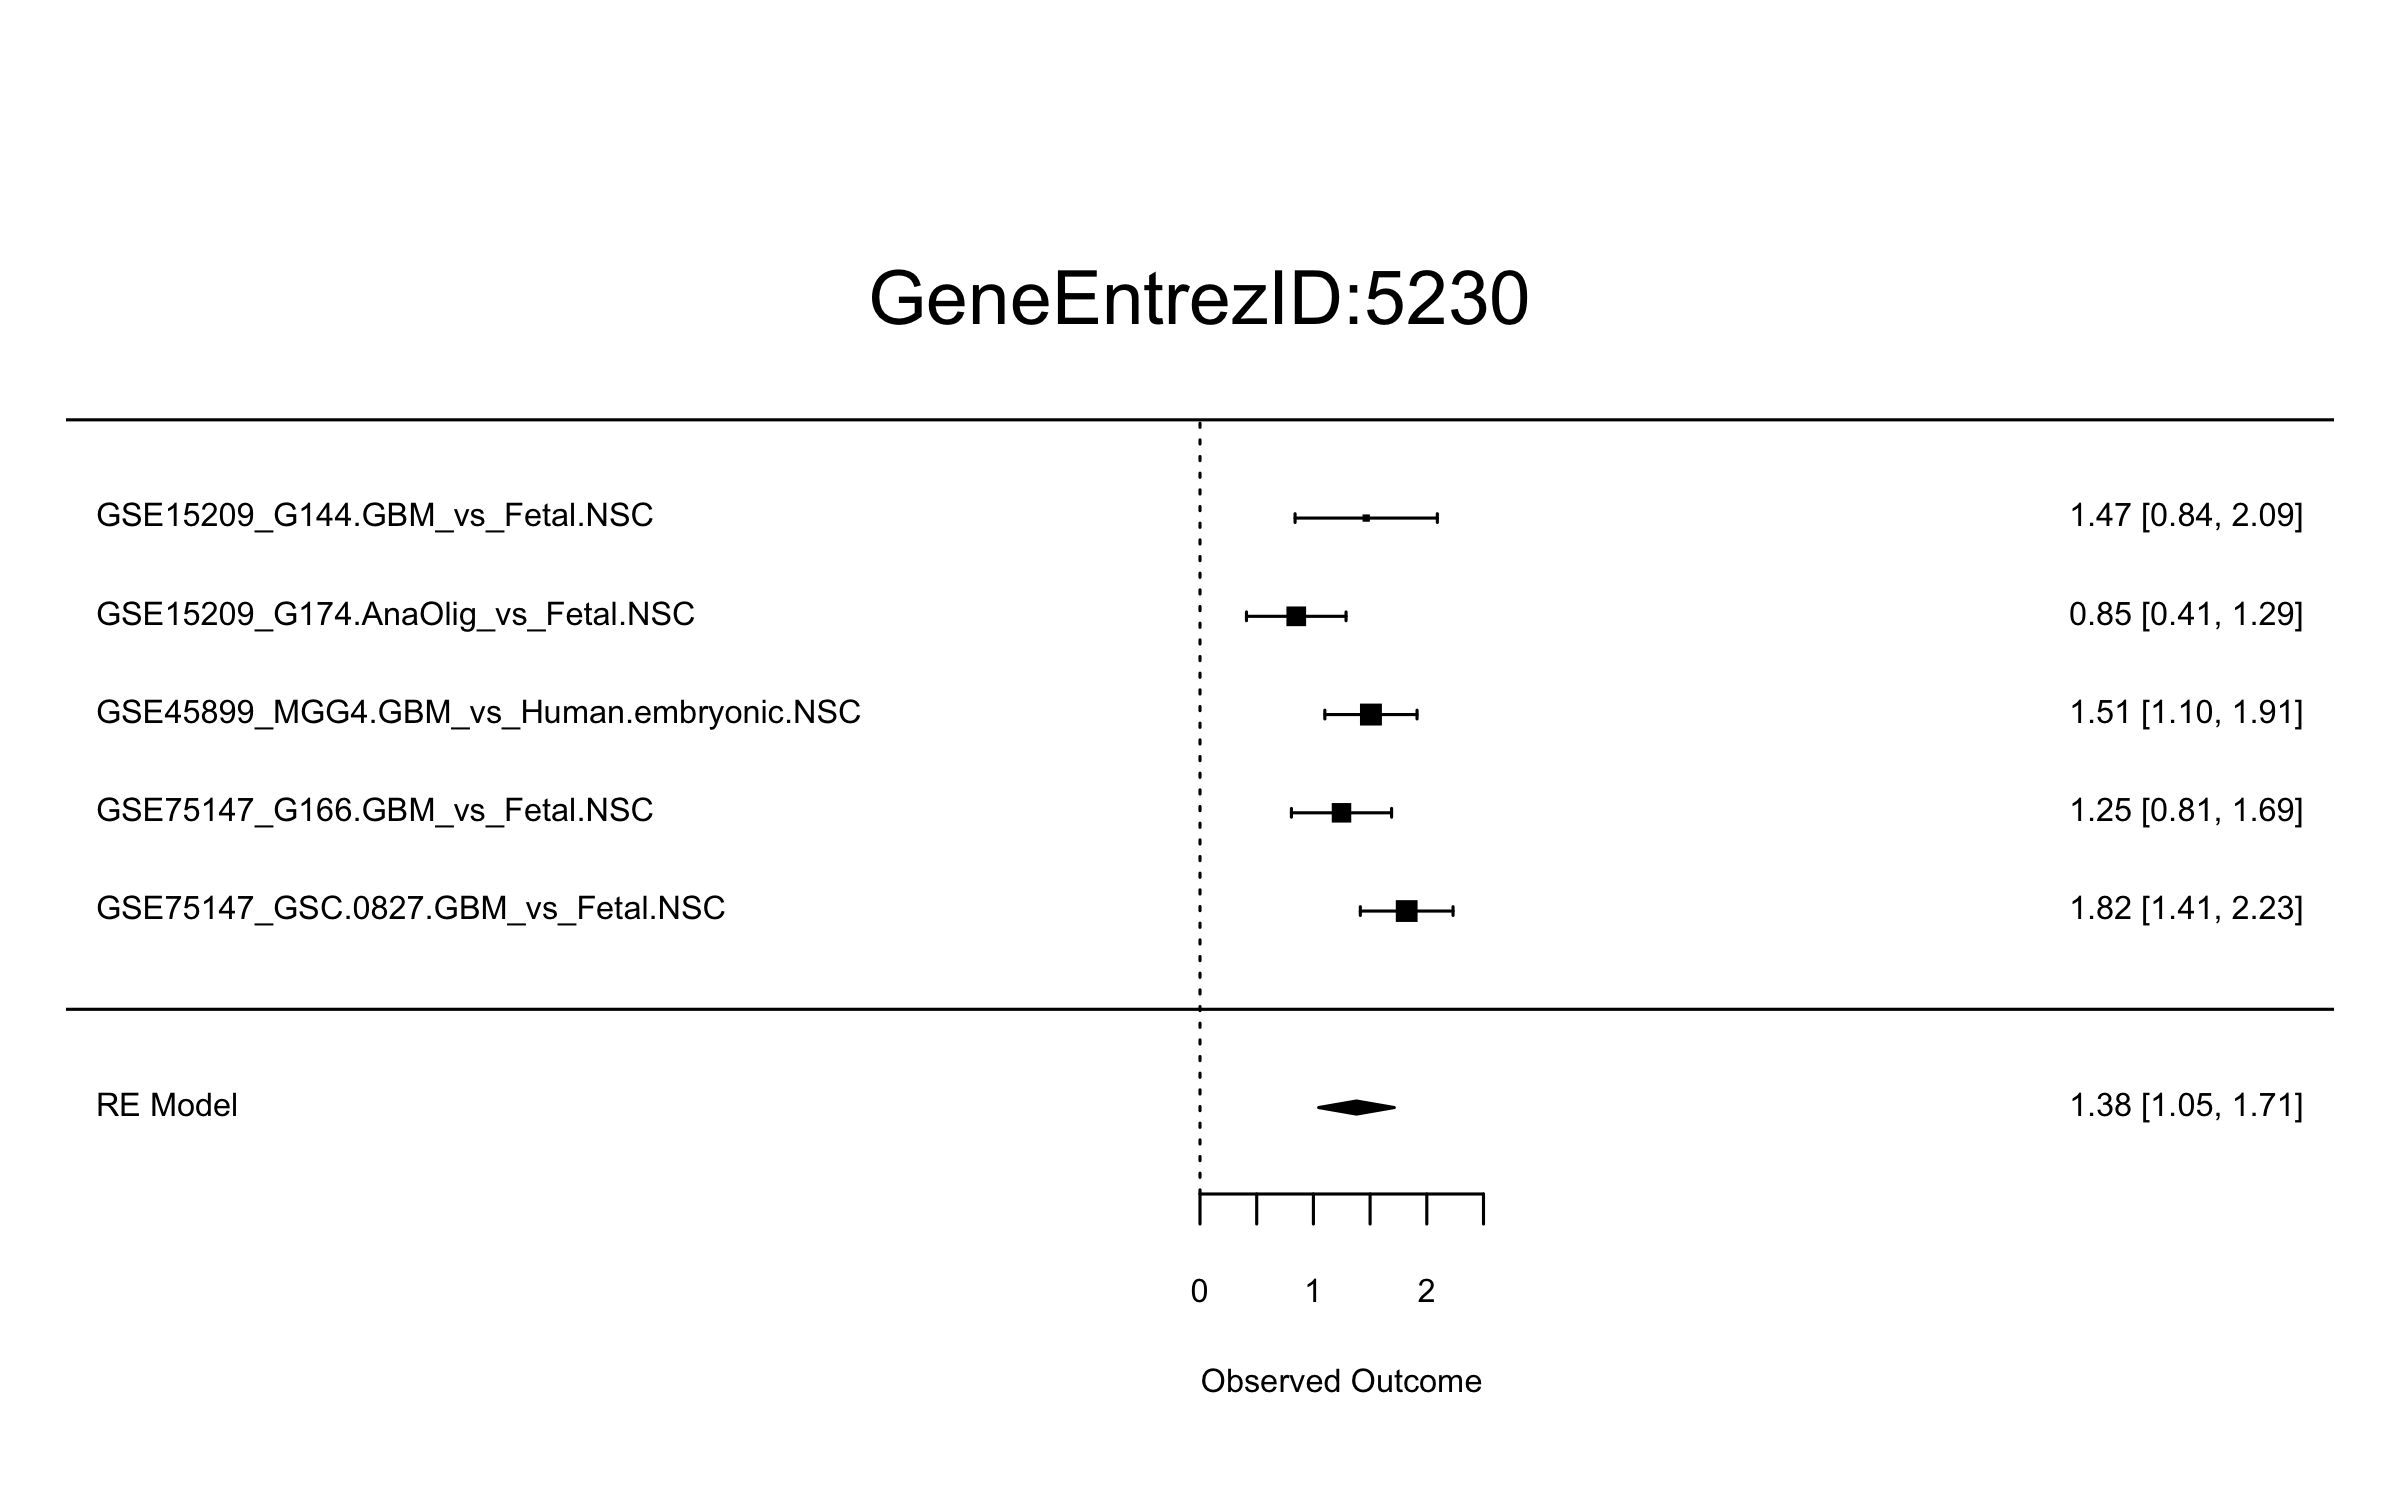 GeneEntrezID:5230
GSE15209_G144.GBM_vs_Fetal.NSC 1.47 [0.84, 2.09]
GSE15209_G174.AnaOlig_vs_Fetal.NSC 0.85 [0.41, 1.29]
GSE45899_MGG4.GBM_vs_Human.embryonic.NSC 1.51 [1.10, 1.91]
GSE75147_G166.GBM_vs_Fetal.NSC 1.25 [0.81, 1.69]
GSE75147_GSC.0827.GBM_vs_Fetal.NSC 1.82 [1.41, 2.23]
RE Model 1.38 [1.05, 1.71]
0 1 2
Observed Outcome